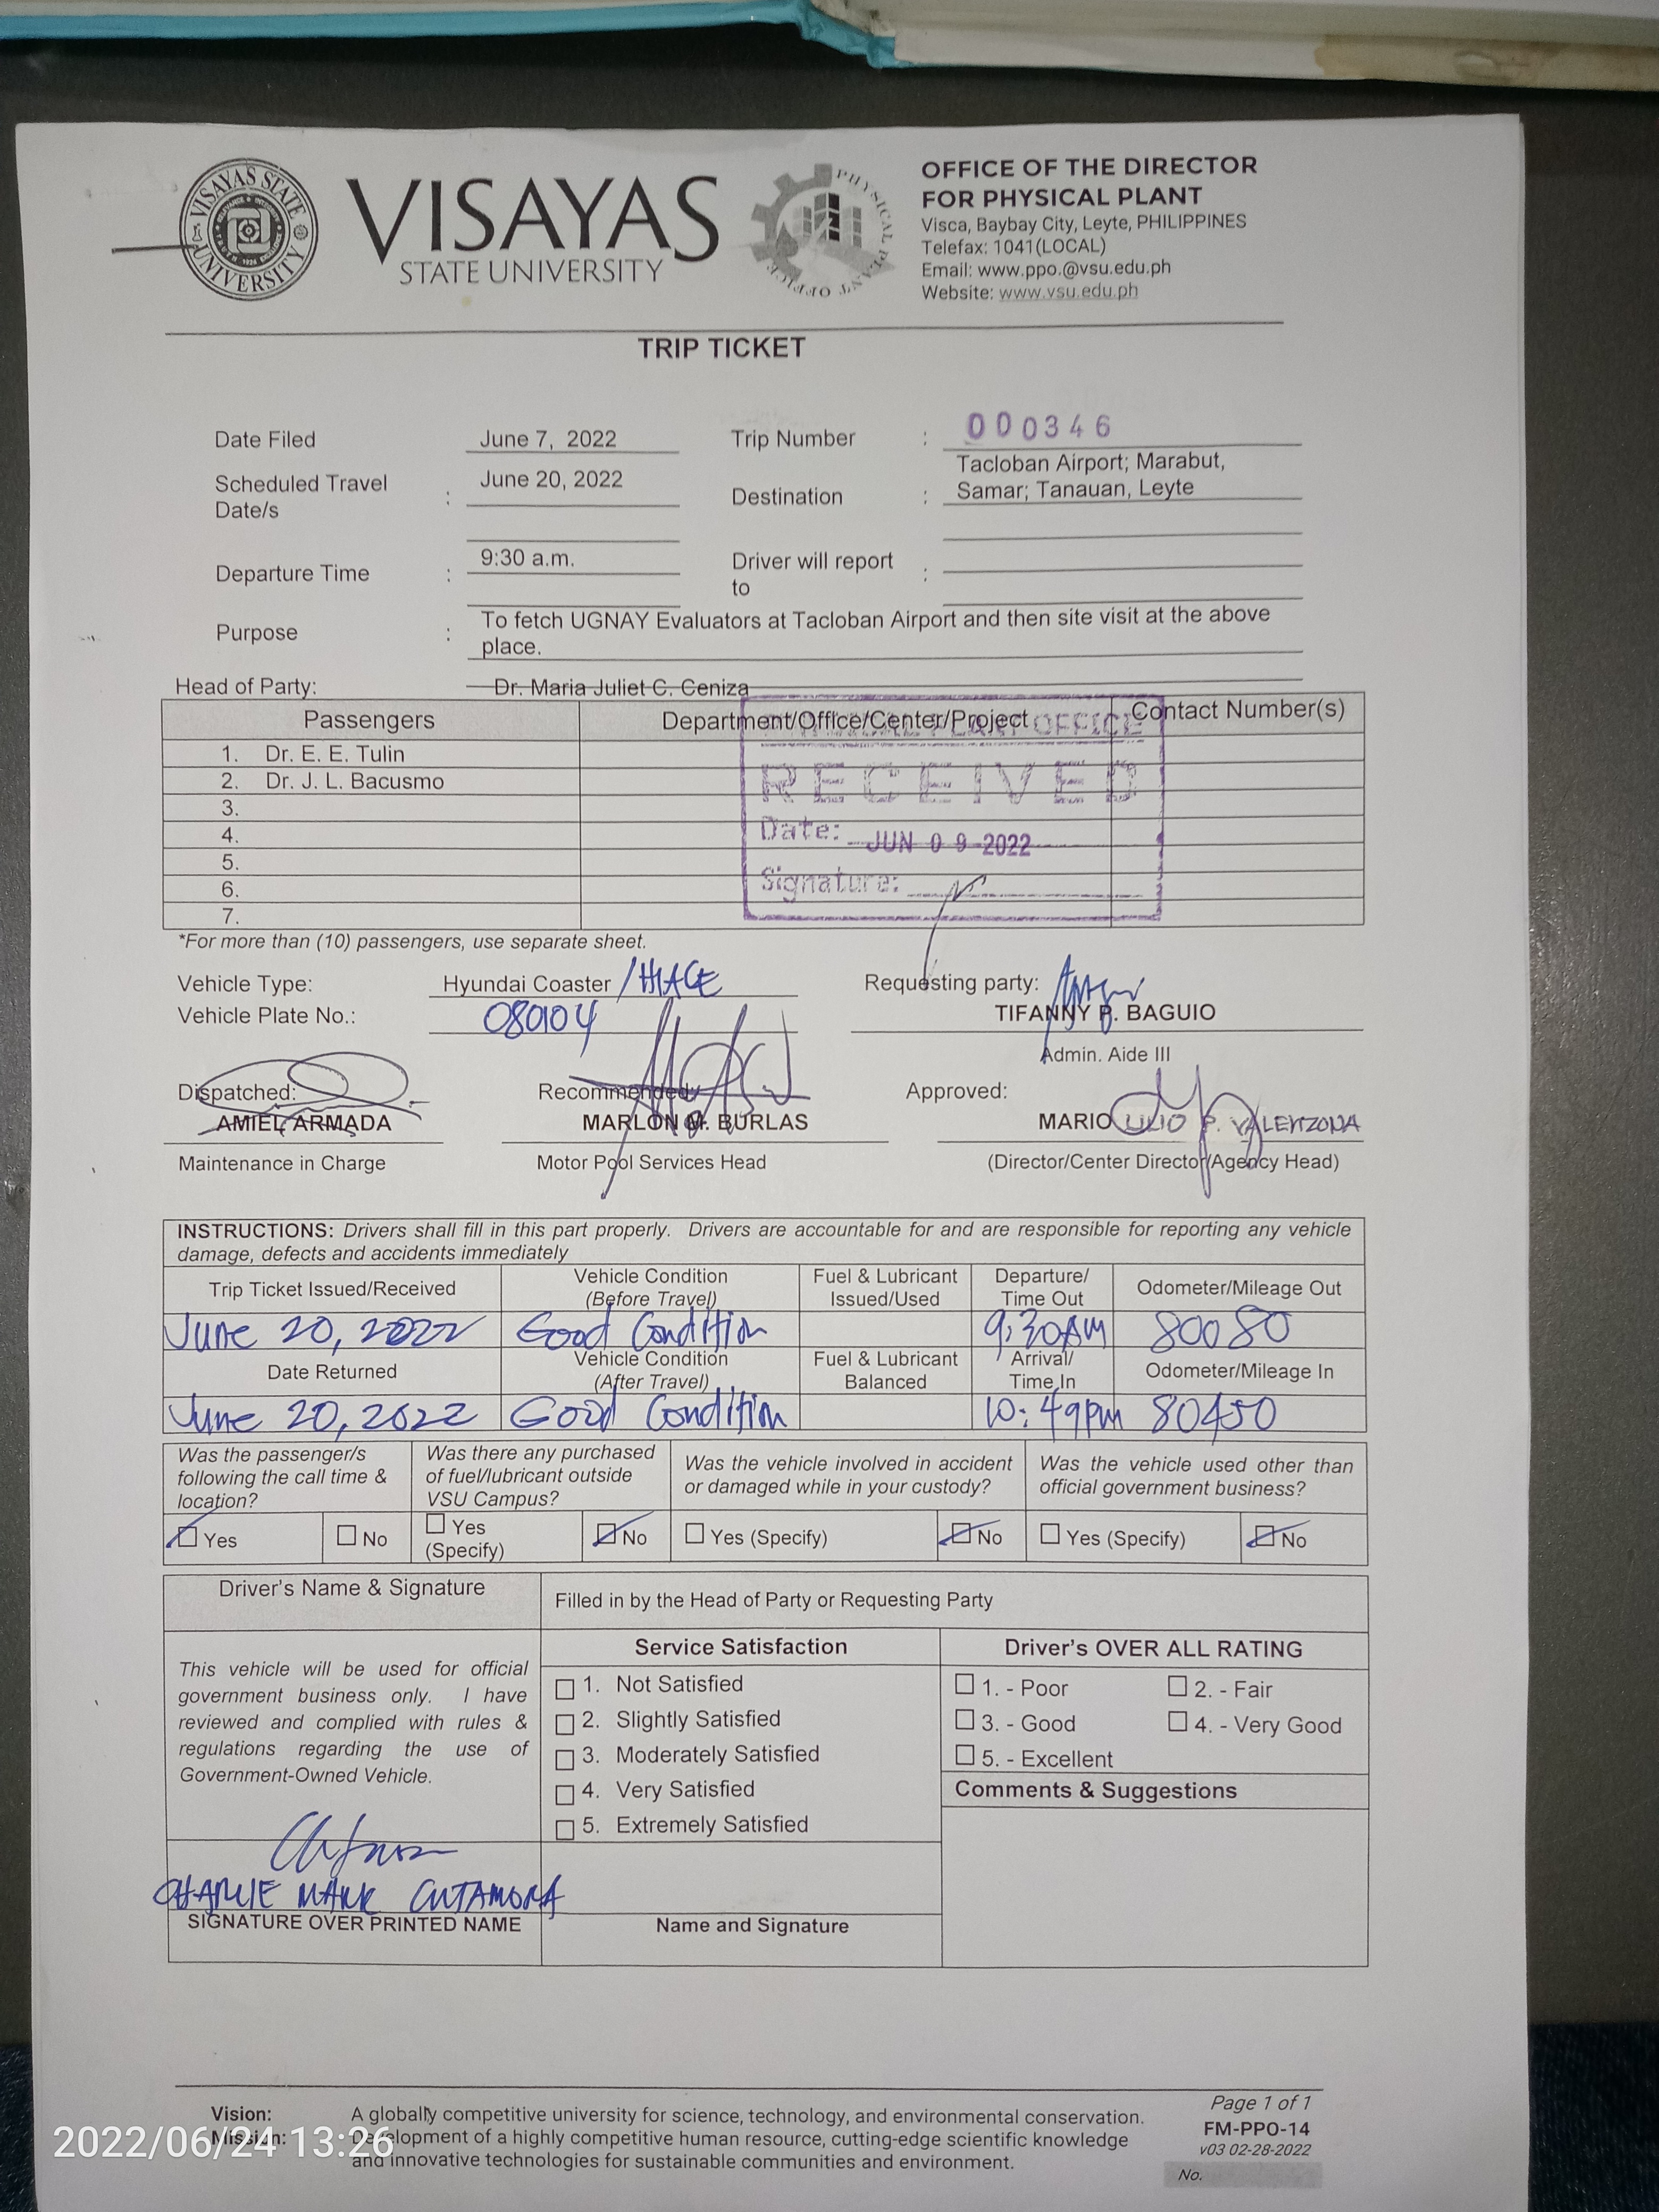 VISAYAS STATE UNIVERSITY
VISAYAS
STATE UNIVERSITY
PHYSICAL PLANT OFFICE
OFFICE OF THE DIRECTOR
FOR PHYSICAL PLANT
Visca, Baybay City, Leyte, PHILIPPINES
Telefax: 1041(LOCAL)
Email: www.ppo.@vsu.edu.ph
Website: www.vsu.edu.ph
TRIP TICKET
Date Filed June 7, 2022 Trip Number : 000346
Scheduled Travel Date/s : June 20, 2022 Destination : Tacloban Airport; Marabut,
Samar; Tanauan, Leyte
Departure Time : 9:30 a.m. Driver will report to :
Purpose : To fetch UGNAY Evaluators at Tacloban Airport and then site visit at the above
place.
Head of Party: Dr. Maria Juliet C. Ceniza
Passengers Department/Office/Center/Project Contact Number(s)
1. Dr. E. E. Tulin
2. Dr. J. L. Bacusmo
3.
4.
5.
6.
7.
PLANT OFFICE
RECEIVED
Date: JUN 09 2022
Signature:
*For more than (10) passengers, use separate sheet.
Vehicle Type: Hyundai Coaster /HIACE Requesting party:
Vehicle Plate No.: 080104 TIFANNY P. BAGUIO
Admin. Aide III
Dispatched: Recommended: Approved:
AMIEL ARMADA MARLON M. BURLAS MARIO LILIO P. VALENZONA
Maintenance in Charge Motor Pool Services Head (Director/Center Director/Agency Head)
INSTRUCTIONS: Drivers shall fill in this part properly. Drivers are accountable for and are responsible for reporting any vehicle
damage, defects and accidents immediately
Trip Ticket Issued/Received Vehicle Condition (Before Travel) Fuel & Lubricant Issued/Used Departure/ Time Out Odometer/Mileage Out
June 20, 2022 Good Condition 9:30AM 80080
Date Returned Vehicle Condition (After Travel) Fuel & Lubricant Balanced Arrival/ Time In Odometer/Mileage In
June 20, 2022 Good Condition 10:49pm 80450
Was the passenger/s following the call time & location? Was there any purchased of fuel/lubricant outside VSU Campus? Was the vehicle involved in accident or damaged while in your custody? Was the vehicle used other than official government business?
Yes No Yes (Specify) No Yes (Specify) No Yes (Specify) No
Driver's Name & Signature Filled in by the Head of Party or Requesting Party
This vehicle will be used for official
government business only. I have
reviewed and complied with rules &
regulations regarding the use of
Government-Owned Vehicle.
CHARLIE MARK CUTAMORA
SIGNATURE OVER PRINTED NAME
Service Satisfaction
1. Not Satisfied
2. Slightly Satisfied
3. Moderately Satisfied
4. Very Satisfied
5. Extremely Satisfied
Name and Signature
Driver's OVER ALL RATING
1. - Poor 2. - Fair
3. - Good 4. - Very Good
5. - Excellent
Comments & Suggestions
Vision: A globally competitive university for science, technology, and environmental conservation.
Mission: Development of a highly competitive human resource, cutting-edge scientific knowledge
and innovative technologies for sustainable communities and environment.
Page 1 of 1
FM-PPO-14
v03 02-28-2022
No.
2022/06/24 13:26